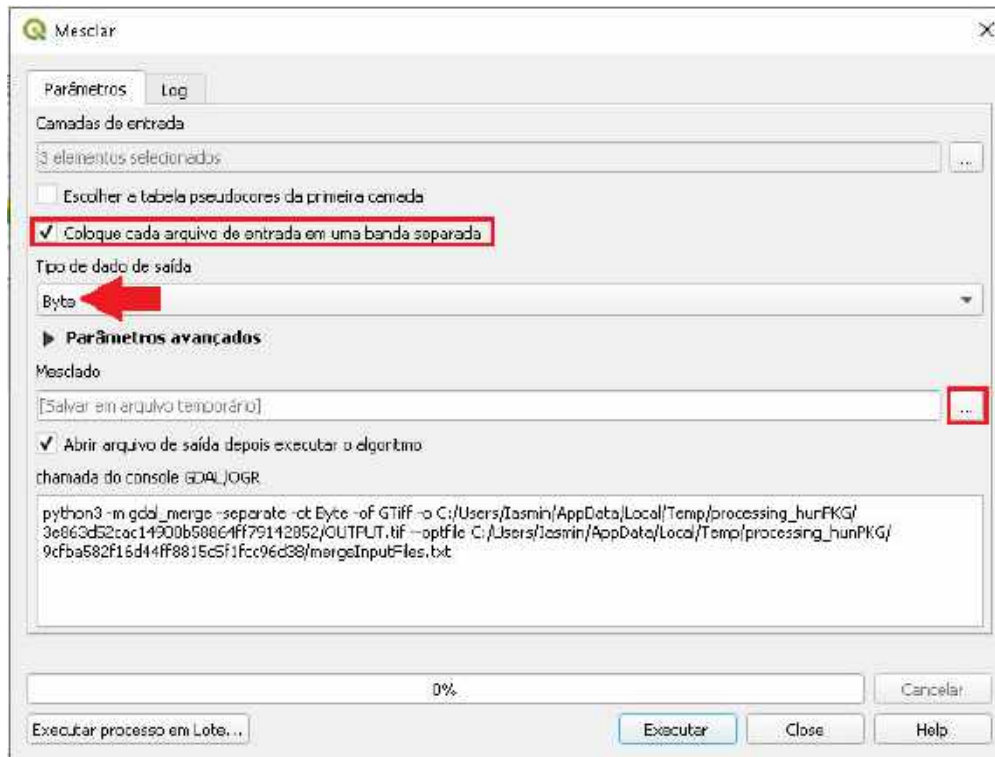 Mesclar
Parâmetros
Log
Camadas de entrada
3 elementos selecionados
...
Escolher a tabela pseudocores da primeira camada
Coloque cada arquivo de entrada em uma banda separada
Tipo de dado de saída
Byte
Parâmetros avançados
Mesclado
[Salvar em arquivo temporário]
...
Abrir arquivo de saída depois executar o algoritmo
chamada do console GDAL/OGR
python3 -m gdal_merge -separate -ot Byte -of GTiff -o C:/Users/Iasmin/AppData/Local/Temp/processing_hunPKG/
3e863d52cac14900b58864ff79142852/OUTPUT.tif --optfile C:/Users/Iasmin/AppData/Local/Temp/processing_hunPKG/
9cfba582f16d44ff8815c5f1fcc96d38/mergeInputFiles.txt
0%
Cancelar
Executar processo em Lote...
Executar
Close
Help